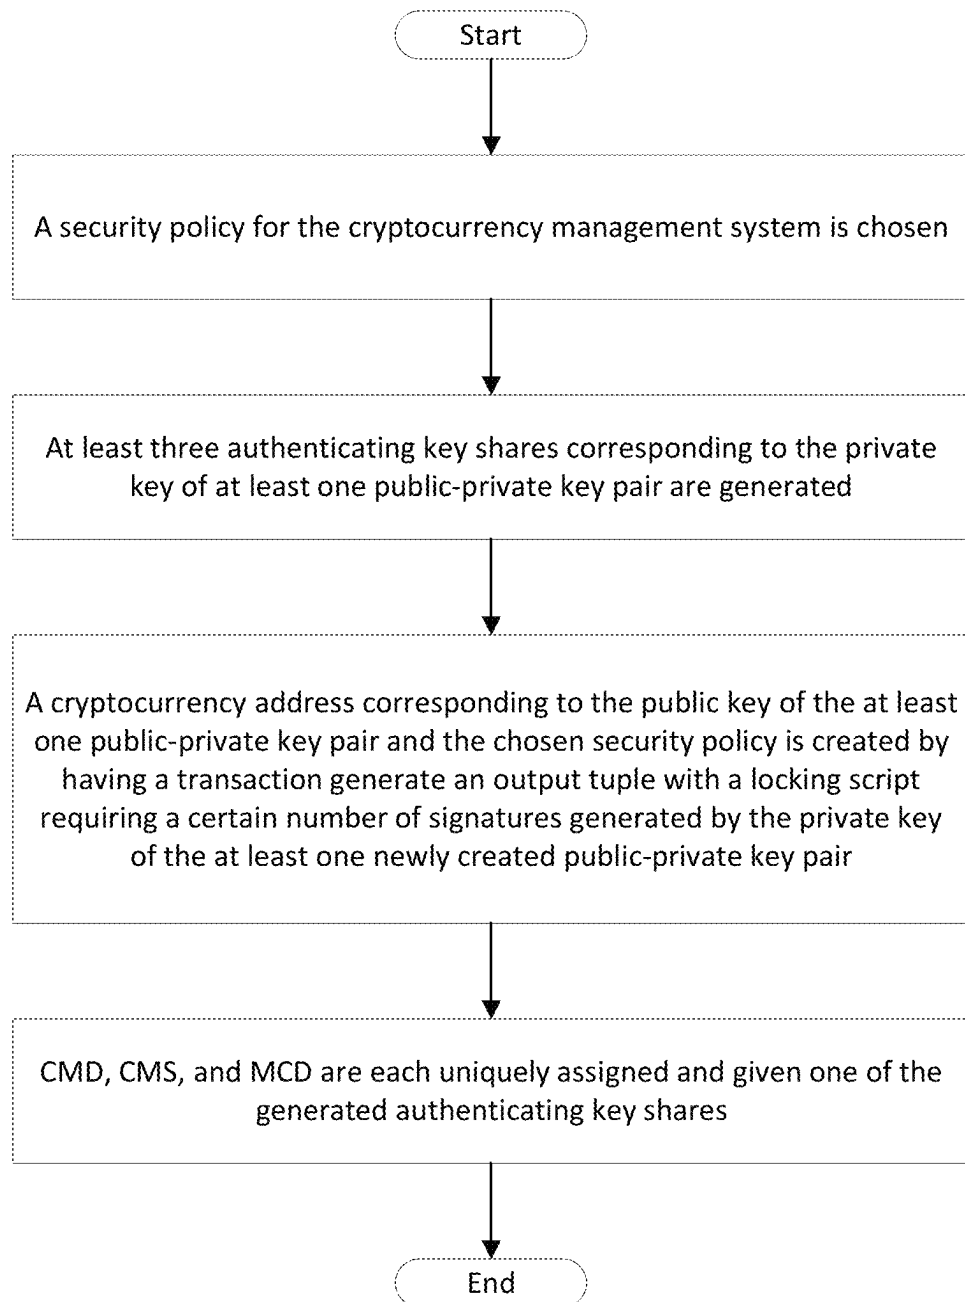 Start
A security policy for the cryptocurrency management system is chosen
At least three authenticating key shares corresponding to the private
key of at least one public-private key pair are generated
A cryptocurrency address corresponding to the public key of the at least
one public-private key pair and the chosen security policy is created by
having a transaction generate an output tuple with a locking script
requiring a certain number of signatures generated by the private key
of the at least one newly created public-private key pair
CMD, CMS, and MCD are each uniquely assigned and given one of the
generated authenticating key shares
End